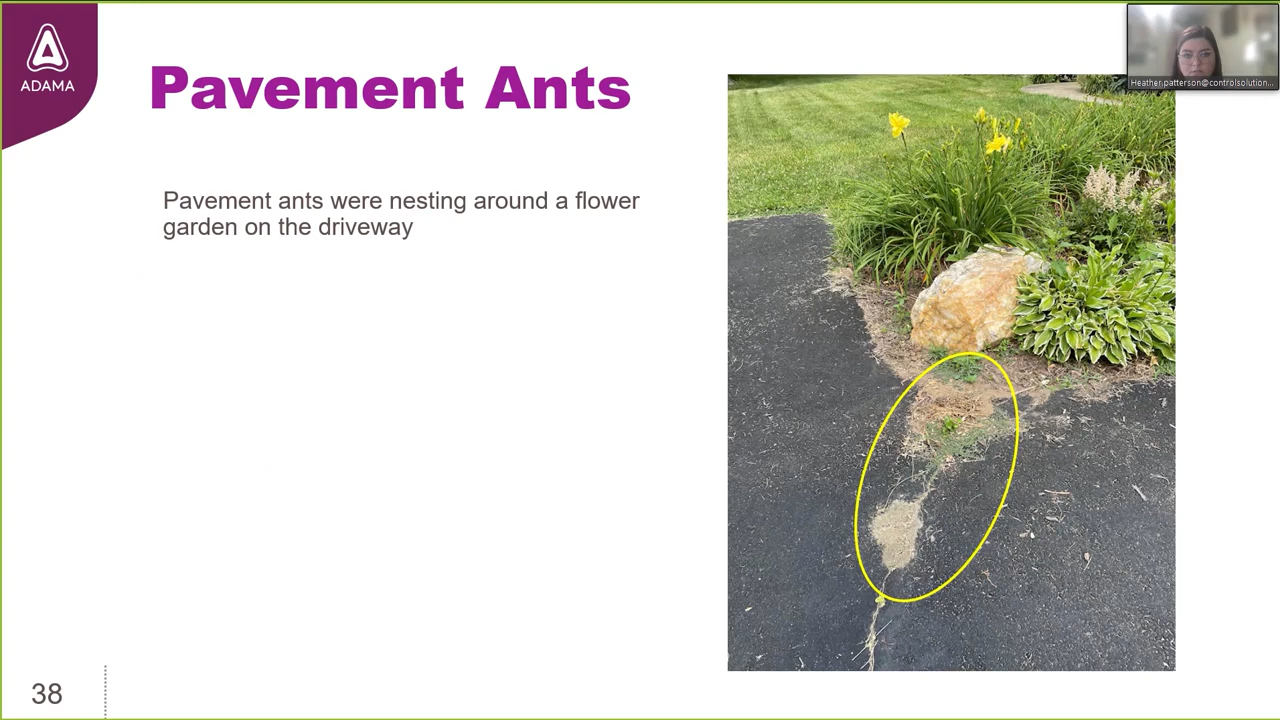 ADAMA
Pavement Ants
Heather.patterson@controlsolution...
Pavement ants were nesting around a flower
garden on the driveway
38